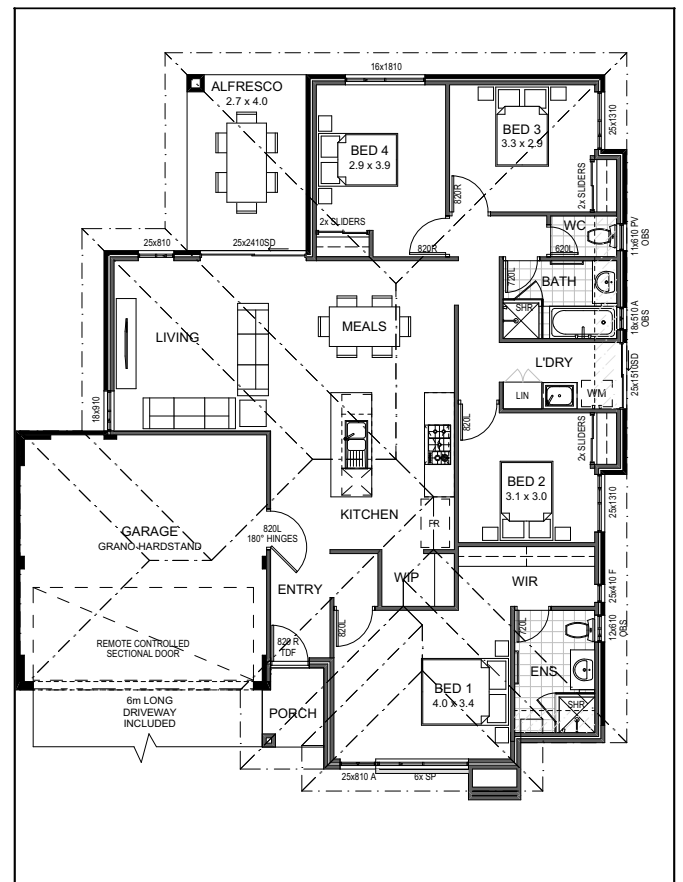 16x1810
ALFRESCO
2.7 x 4.0
BED 4
2.9 x 3.9
BED 3
3.3 x 2.9
25x1310
2x SLIDERS
820R
2x SLIDERS
820R
WC
620L
11x610 PV
OBS
25x810
25x2410SD
720L
BATH
SHR
18x510 A
OBS
LIVING
MEALS
L'DRY
LIN
WM
25x1510SD
18x910
820L
2x SLIDERS
BED 2
3.1 x 3.0
25x1310
KITCHEN
FR
GARAGE
GRANO HARDSTAND
820L
180° HINGES
ENTRY
WIP
WIR
25x410 F
820L
720L
12x610
OBS
REMOTE CONTROLLED
SECTIONAL DOOR
820 R
TDF
ENS
SHR
BED 1
4.0 x 3.4
6m LONG
DRIVEWAY
INCLUDED
PORCH
25x810 A
6x SP